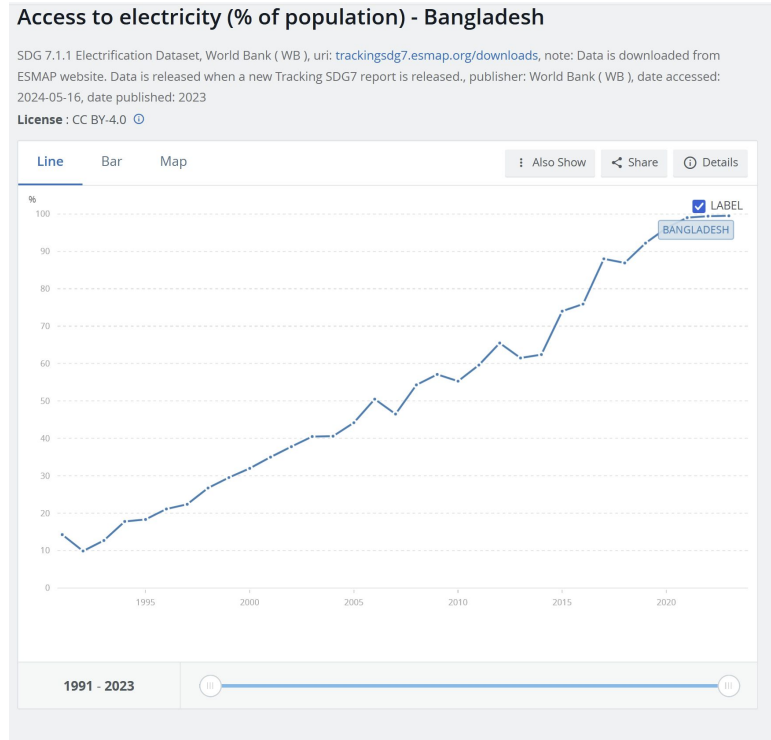 Access to electricity (% of population) - Bangladesh
SDG 7.1.1 Electrification Dataset, World Bank ( WB ), uri: trackingsdg7.esmap.org/downloads, note: Data is downloaded from
ESMAP website. Data is released when a new Tracking SDG7 report is released., publisher: World Bank ( WB ), date accessed:
2024-05-16, date published: 2023
License : CC BY-4.0
Line Bar Map Also Show Share Details
%
LABEL
100
BANGLADESH
90
80
70
60
50
40
30
20
10
0
1995 2000 2005 2010 2015 2020
1991 - 2023